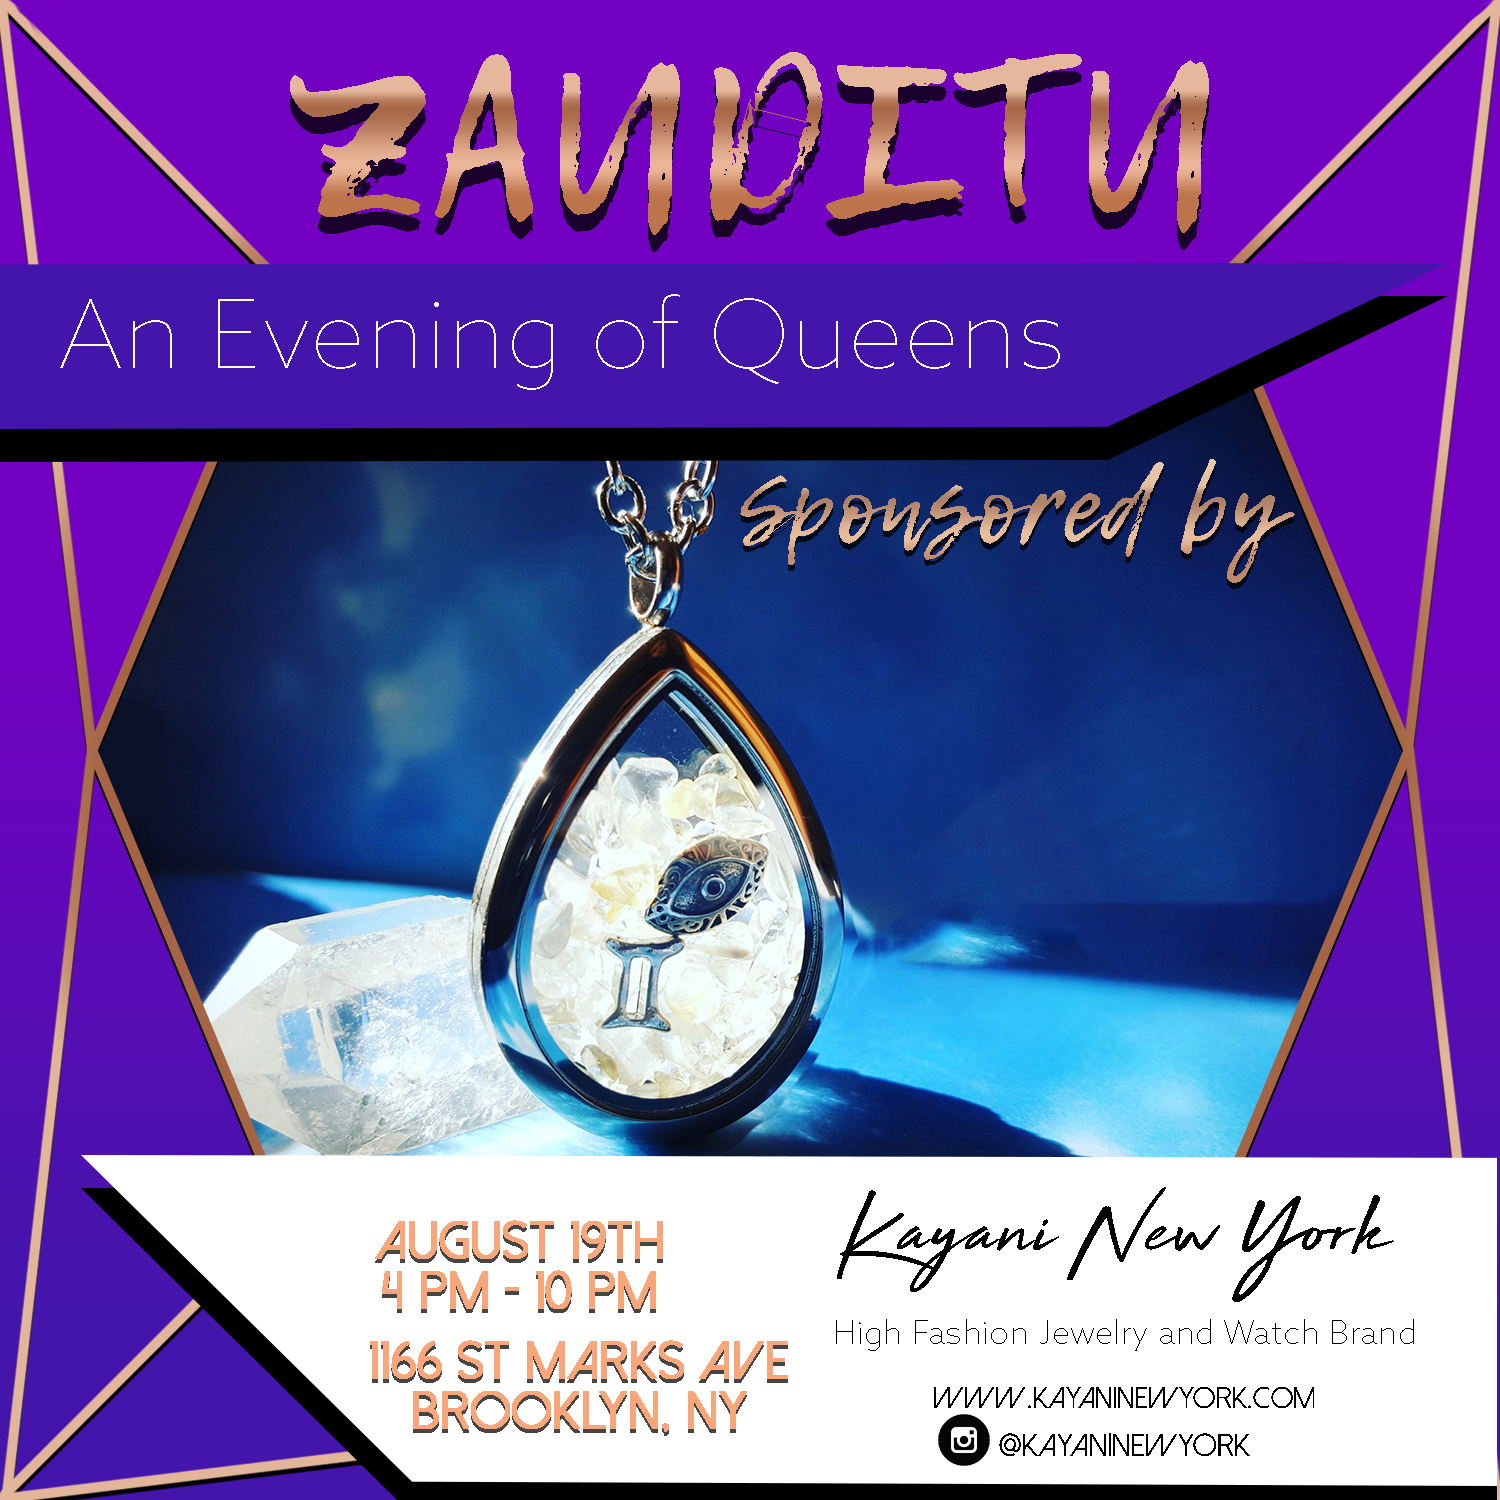 ZAUDITU
An Evening of Queens
sponsored by
AUGUST 19TH
4 PM - 10 PM
1166 ST MARKS AVE
BROOKLYN, NY
Kayani New York
High Fashion Jewelry and Watch Brand
WWW.KAYANINEWYORK.COM
@KAYANINEWYORK